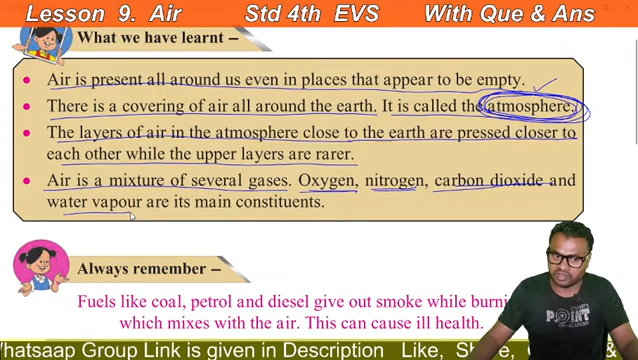 Lesson 9. Air Std 4th EVS With Que & Ans
What we have learnt –
• Air is present all around us even in places that appear to be empty.
• There is a covering of air all around the earth. It is called the atmosphere.
• The layers of air in the atmosphere close to the earth are pressed closer to
each other while the upper layers are rarer.
• Air is a mixture of several gases. Oxygen, nitrogen, carbon dioxide and
water vapour are its main constituents.
Always remember –
Fuels like coal, petrol and diesel give out smoke while
which mixes with the air. This can cause ill health.
POINT
Group Link is given in Description Like,